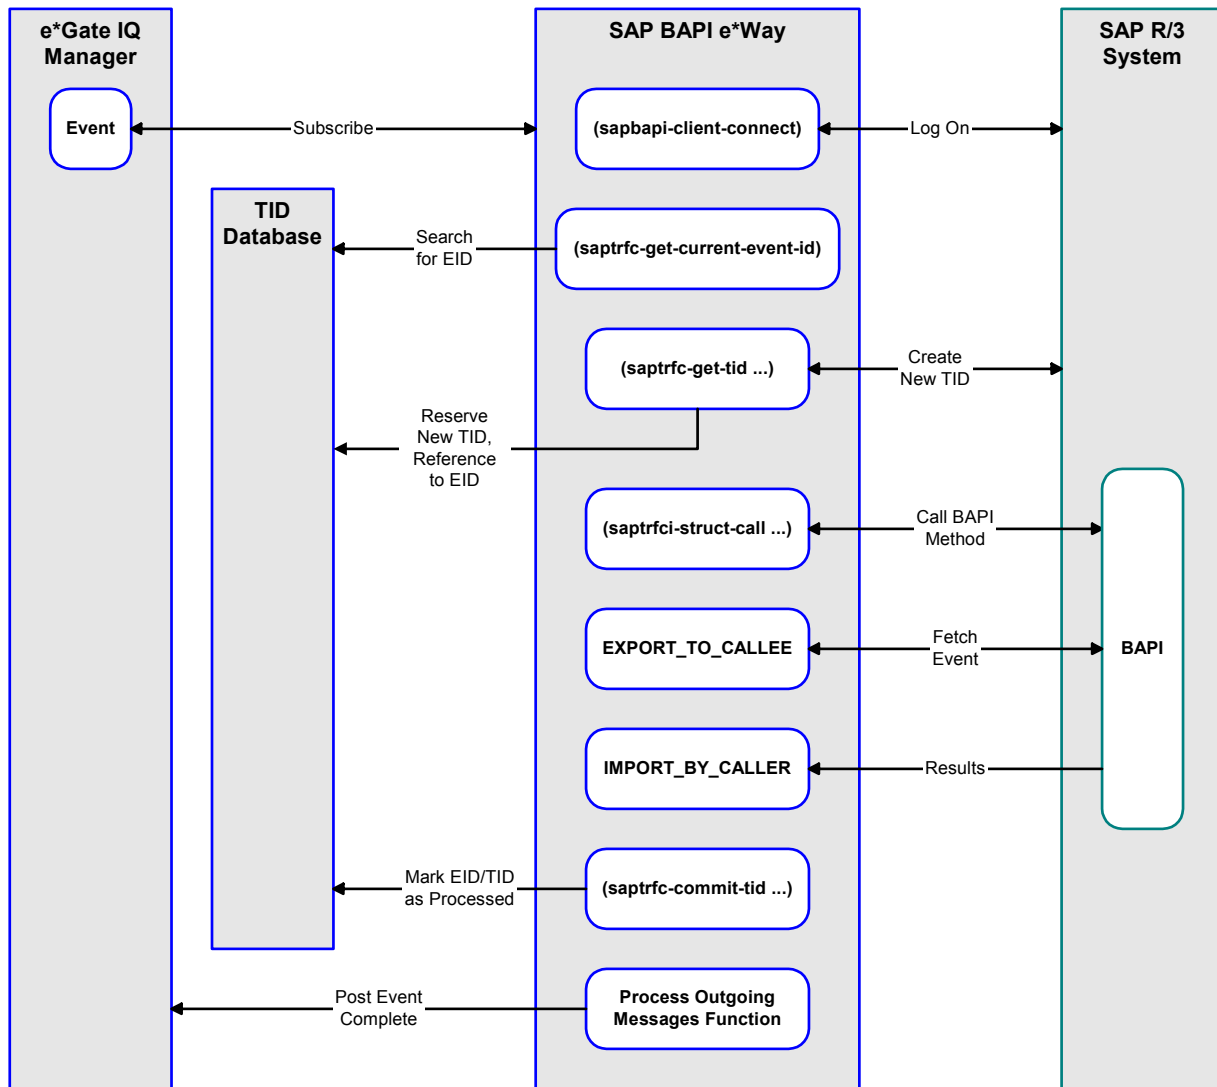 e*Gate IQ
Manager
SAP BAPI e*Way
SAP R/3
System
Event
Subscribe
(sapbapi-client-connect)
Log On
TID
Database
Search
for EID
(saptrfc-get-current-event-id)
(saptrfc-get-tid ...)
Create
New TID
Reserve
New TID,
Reference
to EID
(saptrfci-struct-call ...)
Call BAPI
Method
EXPORT_TO_CALLEE
Fetch
Event
BAPI
IMPORT_BY_CALLER
Results
Mark EID/TID
as Processed
(saptrfc-commit-tid ...)
Post Event
Complete
Process Outgoing
Messages Function